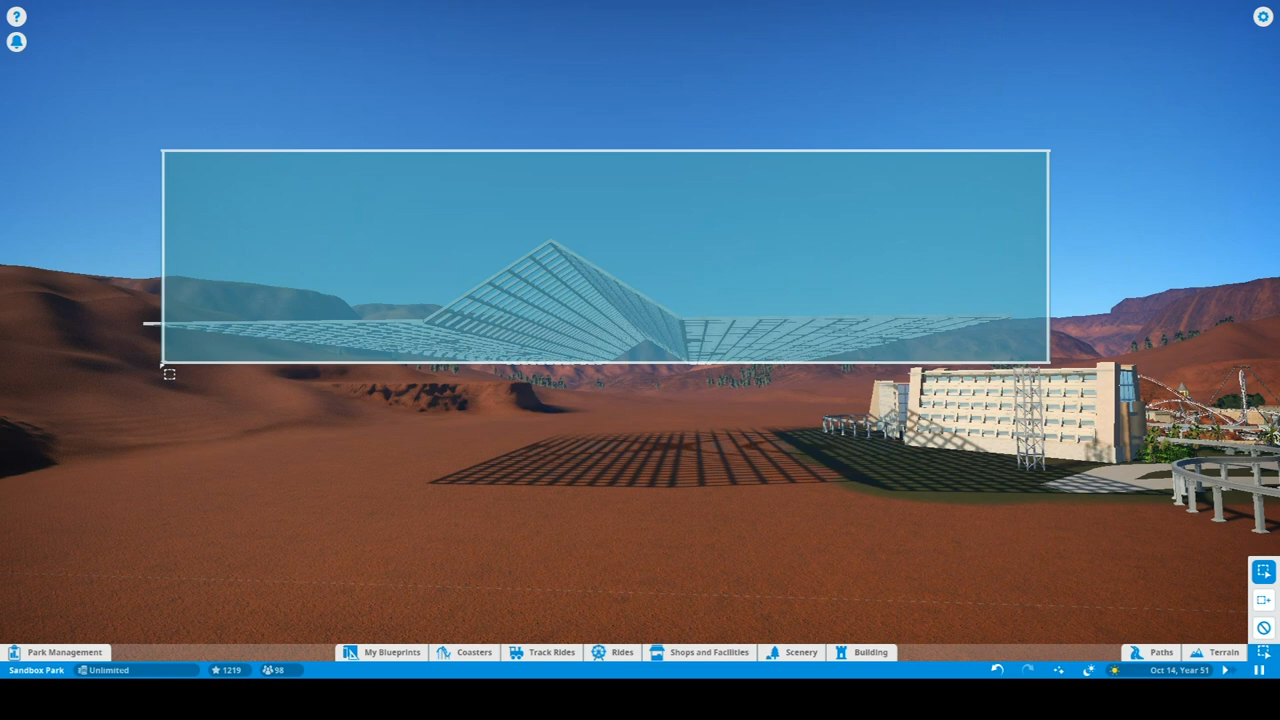 ?
Park Management
My Blueprints
Coasters
Track Rides
Rides
Shops and Facilities
Scenery
Building
Paths
Terrain
Sandbox Park
Unlimited
1219
98
Oct 14, Year 51